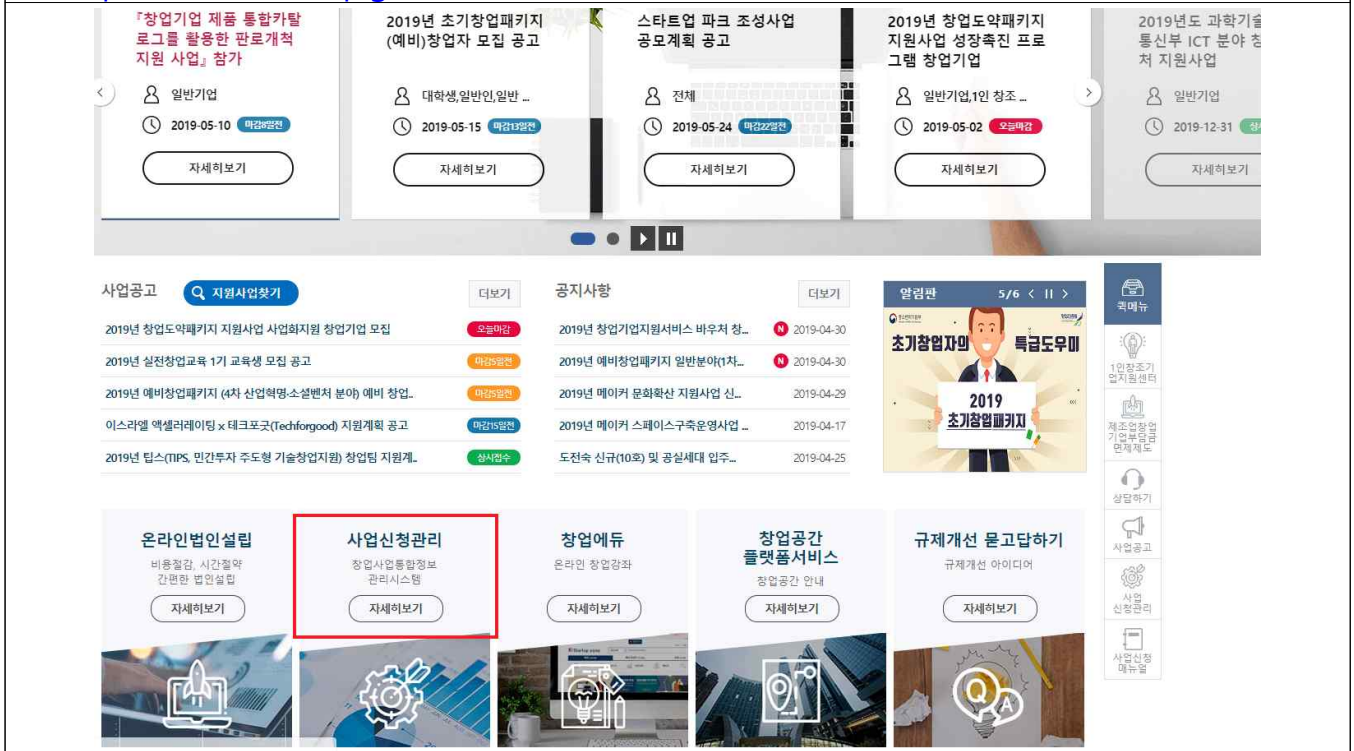 『창업기업 제품 통합카탈
로그를 활용한 판로개척
지원 사업』 참가
일반기업
2019-05-10 마감8일전
자세히보기
2019년 초기창업패키지
(예비)창업자 모집 공고
대학생,일반인,일반 ...
2019-05-15 마감13일전
자세히보기
스타트업 파크 조성사업
공모계획 공고
전체
2019-05-24 마감22일전
자세히보기
2019년 창업도약패키지
지원사업 성장촉진 프로
그램 창업기업
일반기업,1인 창조 ...
2019-05-02 오늘마감
자세히보기
2019년도 과학기술
통신부 ICT 분야 창
처 지원사업
일반기업
2019-12-31
자세히보기
사업공고 지원사업찾기 더보기
2019년 창업도약패키지 지원사업 사업화지원 창업기업 모집 오늘마감
2019년 실전창업교육 1기 교육생 모집 공고 마감5일전
2019년 예비창업패키지 (4차 산업혁명·소셜벤처 분야) 예비 창업.. 마감5일전
이스라엘 액셀러레이팅 x 테크포굿(Techforgood) 지원계획 공고 마감15일전
2019년 팁스(TIPS, 민간투자 주도형 기술창업지원) 창업팀 지원계.. 상시접수
공지사항 더보기
2019년 창업기업지원서비스 바우처 창... N 2019-04-30
2019년 예비창업패키지 일반분야(1차... N 2019-04-30
2019년 메이커 문화확산 지원사업 신... 2019-04-29
2019년 메이커 스페이스구축운영사업 ... 2019-04-17
도전숙 신규(10호) 및 공실세대 입주... 2019-04-25
알림판 5/6
초기창업자의 특급도우미
2019
초기창업패키지
퀵메뉴
1인창조기
업지원센터
제조업창업
기업부담금
면제제도
상담하기
사업공고
사업
신청관리
사업신청
매뉴얼
온라인법인설립
비용절감, 시간절약
간편한 법인설립
자세히보기
사업신청관리
창업사업통합정보
관리시스템
자세히보기
창업에듀
온라인 창업강좌
자세히보기
창업공간
플랫폼서비스
창업공간 안내
자세히보기
규제개선 묻고답하기
규제개선 아이디어
자세히보기
Q
A